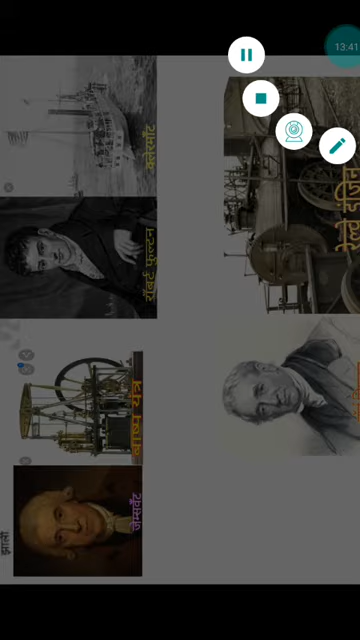 13:41
क्लेरमाँट
रॉबर्ट फुल्टन
रेल्वे इंजिन
बाष्प यंत्र
जेम्सवॅट
झाली